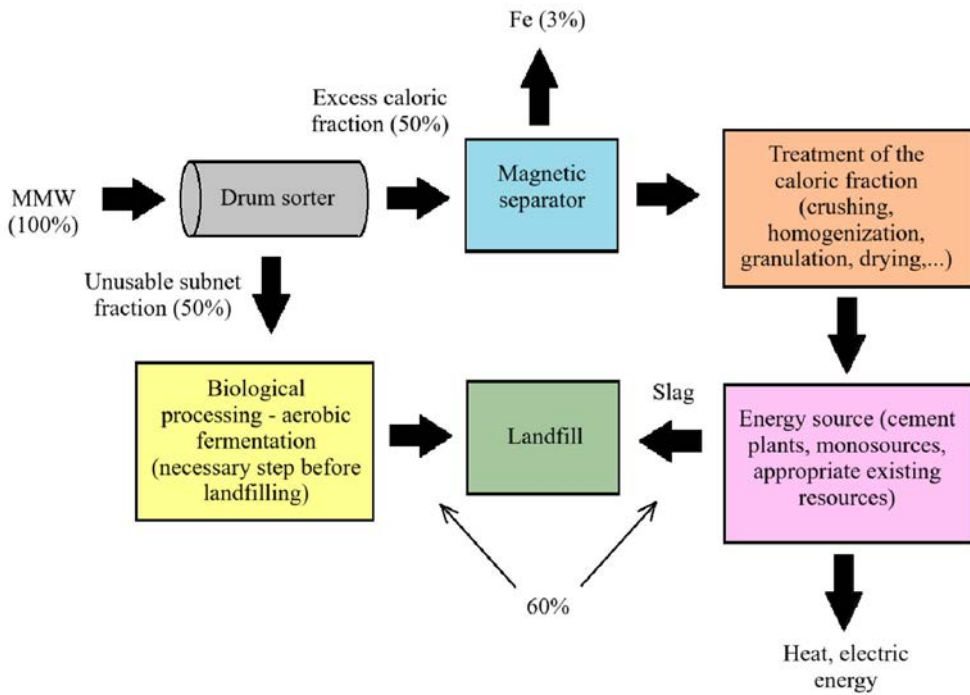 Fe (3%)
Excess caloric
fraction (50%)
MMW
(100%)
Drum sorter
Magnetic
separator
Treatment of the
caloric fraction
(crushing,
homogenization,
granulation, drying,...)
Unusable subnet
fraction (50%)
Biological
processing - aerobic
fermentation
(necessary step before
landfilling)
Landfill
Slag
Energy source (cement
plants, monosources,
appropriate existing
resources)
60%
Heat, electric
energy